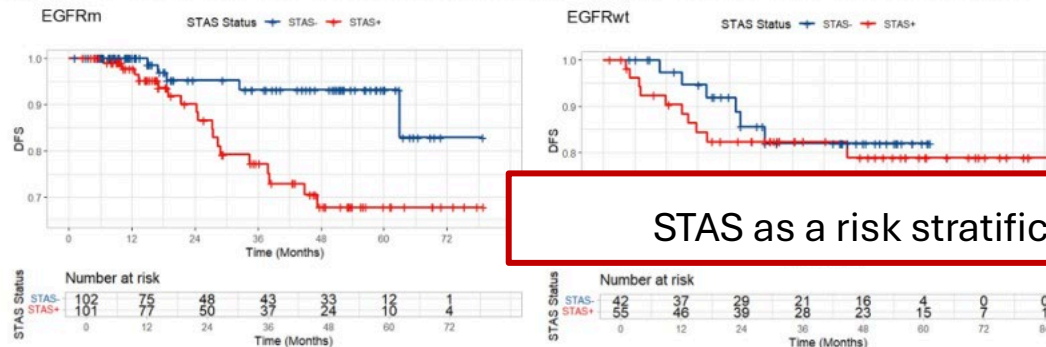 EGFRm
STAS Status STAS- STAS+
1.0
0.9
0.8
0.7
DFS
0 12 24 36 48 60 72
Time (Months)
Number at risk
STAS Status
STAS- 102 75 48 43 33 12 1
STAS+ 101 77 50 37 24 10 4
0 12 24 36 48 60 72
Time (Months)
EGFRwt
STAS Status STAS- STAS+
1.0
0.9
0.8
DFS
STAS as a risk stratific
Number at risk
STAS Status
STAS- 42 37 29 21 16 4 0
STAS+ 55 46 39 28 23 15 7
0 12 24 36 48 60 72
Time (Months)